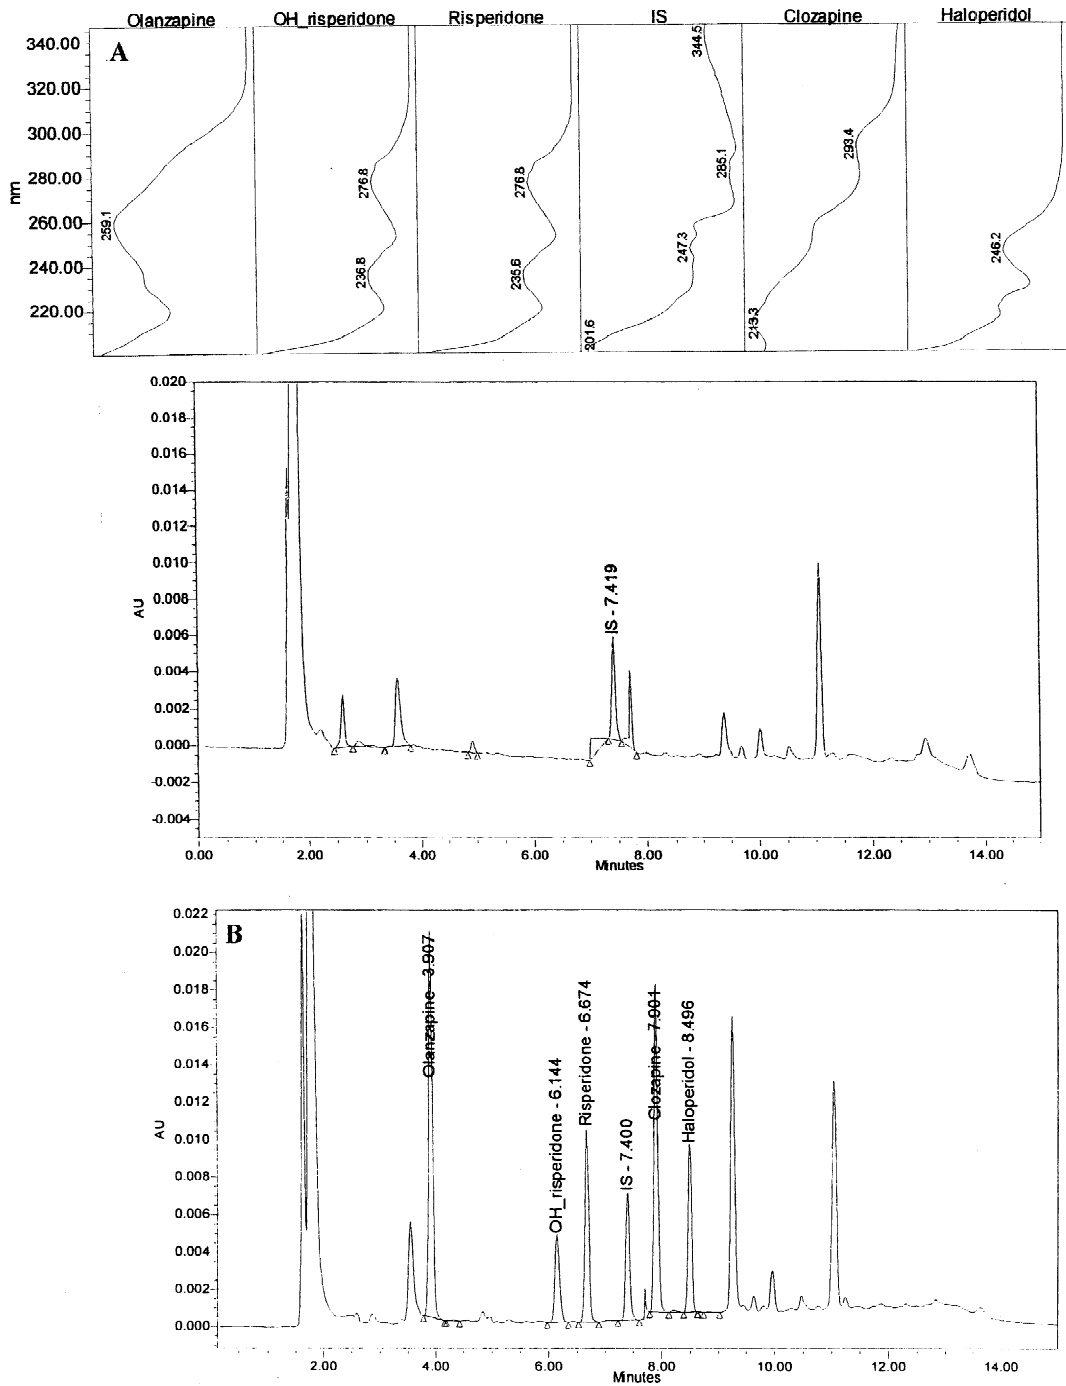 Olanzapine OH_risperidone Risperidone IS Clozapine Haloperidol
A
340.00
320.00
300.00
280.00
260.00
240.00
220.00
nm
259.1
276.8
236.8
276.8
235.6
344.5
285.1
247.3
201.6
293.4
213.3
246.2
0.020
0.018
0.016
0.014
0.012
0.010
0.008
0.006
0.004
0.002
0.000
-0.002
-0.004
AU
IS - 7.419
0.00 2.00 4.00 6.00 8.00 10.00 12.00 14.00
Minutes
B
0.022
0.020
0.018
0.016
0.014
0.012
0.010
0.008
0.006
0.004
0.002
0.000
AU
Olanzapine - 3.907
OH_risperidone - 6.144
Risperidone - 6.674
IS - 7.400
Clozapine - 7.901
Haloperidol - 8.496
2.00 4.00 6.00 8.00 10.00 12.00 14.00
Minutes